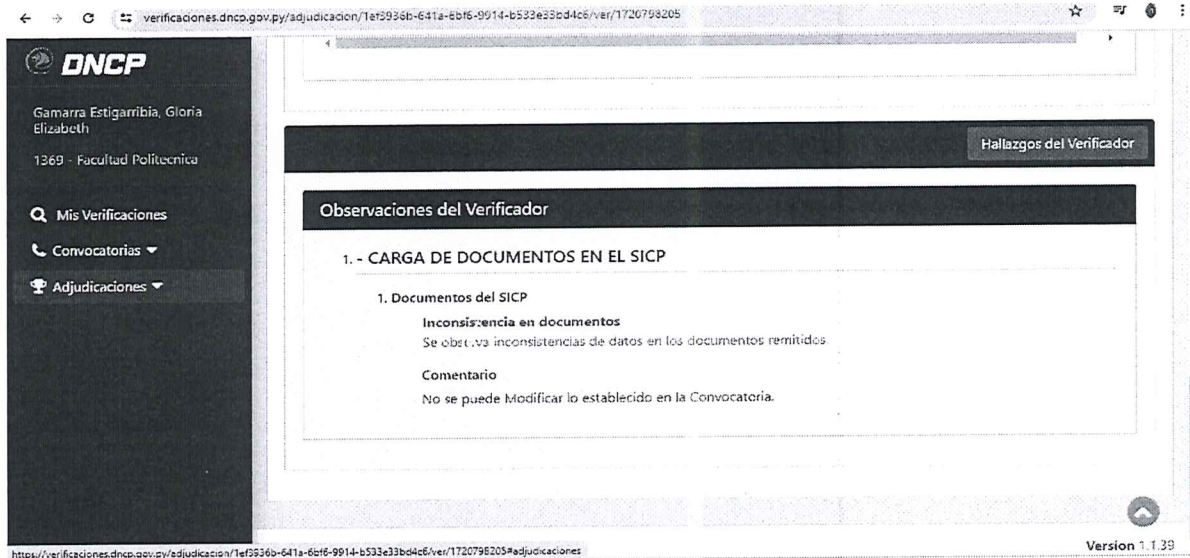 verificaciones.dncp.gov.py/adjudicacion/1ef3936b-641a-6bf6-9914-b533e33bd4c6/ver/1720798205
DNCP
Gamarra Estigarribia, Gloria
Elizabeth
1369 - Facultad Politecnica
Mis Verificaciones
Convocatorias
Adjudicaciones
Hallazgos del Verificador
Observaciones del Verificador
1. - CARGA DE DOCUMENTOS EN EL SICP
1. Documentos del SICP
Inconsistencia en documentos
Se observa inconsistencias de datos en los documentos remitidos.
Comentario
No se puede Modificar lo establecido en la Convocatoria.
https://verificaciones.dncp.gov.py/adjudicacion/1ef3936b-641a-6bf6-9914-b533e33bd4c6/ver/1720798205#adjudicaciones
Version 1.1.39